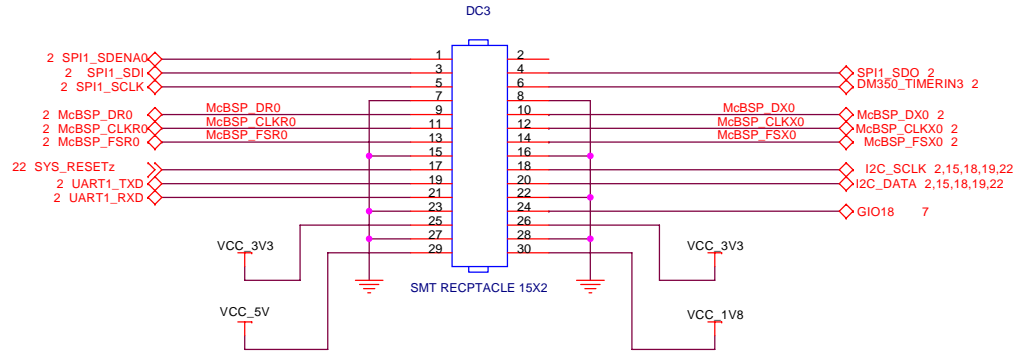 DC3
2 SPI1_SDENA0 1 2
2 SPI1_SDI 3 4 SPI1_SDO 2
2 SPI1_SCLK 5 6 DM350_TIMERIN3 2
7 8
2 McBSP_DR0 McBSP_DR0 9 10 McBSP_DX0 McBSP_DX0 2
2 McBSP_CLKR0 McBSP_CLKR0 11 12 McBSP_CLKX0 McBSP_CLKX0 2
2 McBSP_FSR0 McBSP_FSR0 13 14 McBSP_FSX0 McBSP_FSX0 2
15 16
22 SYS_RESETz 17 18 I2C_SCLK 2,15,18,19,22
2 UART1_TXD 19 20 I2C_DATA 2,15,18,19,22
2 UART1_RXD 21 22
23 24 GIO18 7
25 26
27 28
VCC_3V3 29 30 VCC_3V3
SMT RECPTACLE 15X2
VCC_5V VCC_1V8